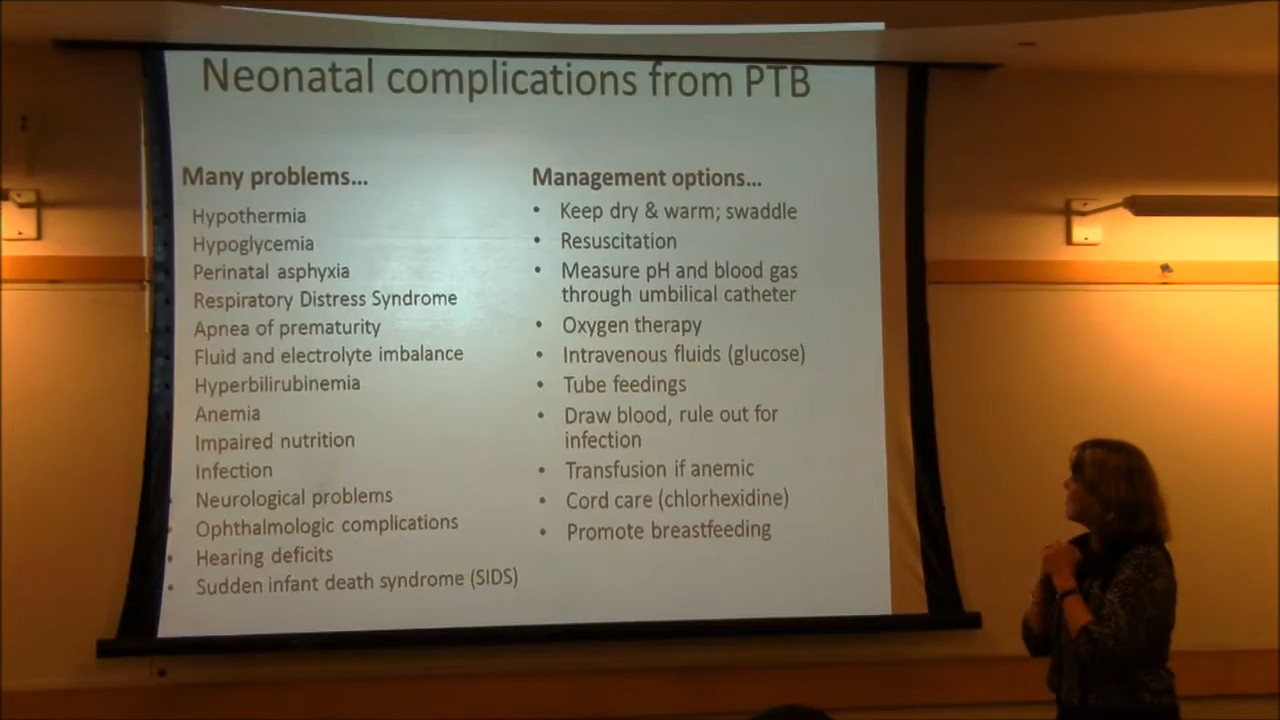 Neonatal complications from PTB
Many problems...
Hypothermia
Hypoglycemia
Perinatal asphyxia
Respiratory Distress Syndrome
Apnea of prematurity
Fluid and electrolyte imbalance
Hyperbilirubinemia
Anemia
Impaired nutrition
Infection
Neurological problems
Ophthalmologic complications
• Hearing deficits
• Sudden infant death syndrome (SIDS)
Management options...
• Keep dry & warm; swaddle
• Resuscitation
• Measure pH and blood gas
through umbilical catheter
• Oxygen therapy
• Intravenous fluids (glucose)
• Tube feedings
• Draw blood, rule out for
infection
• Transfusion if anemic
• Cord care (chlorhexidine)
• Promote breastfeeding